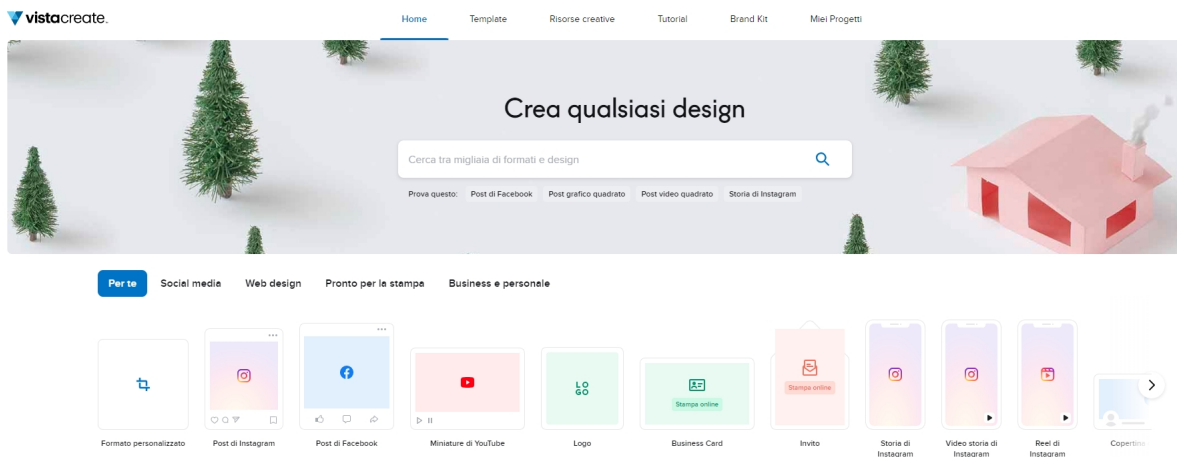 vistacreate.
Home Template Risorse creative Tutorial Brand Kit Miei Progetti
Crea qualsiasi design
Cerca tra migliaia di formati e design
Prova questo: Post di Facebook Post grafico quadrato Post video quadrato Storia di Instagram
Per te Social media Web design Pronto per la stampa Business e personale
LO
GO
Stampa online
Stampa online
Formato personalizzato
Post di Instagram
Post di Facebook
Miniature di YouTube
Logo
Business Card
Invito
Storia di
Instagram
Video storia di
Instagram
Reel di
Instagram
Copertina